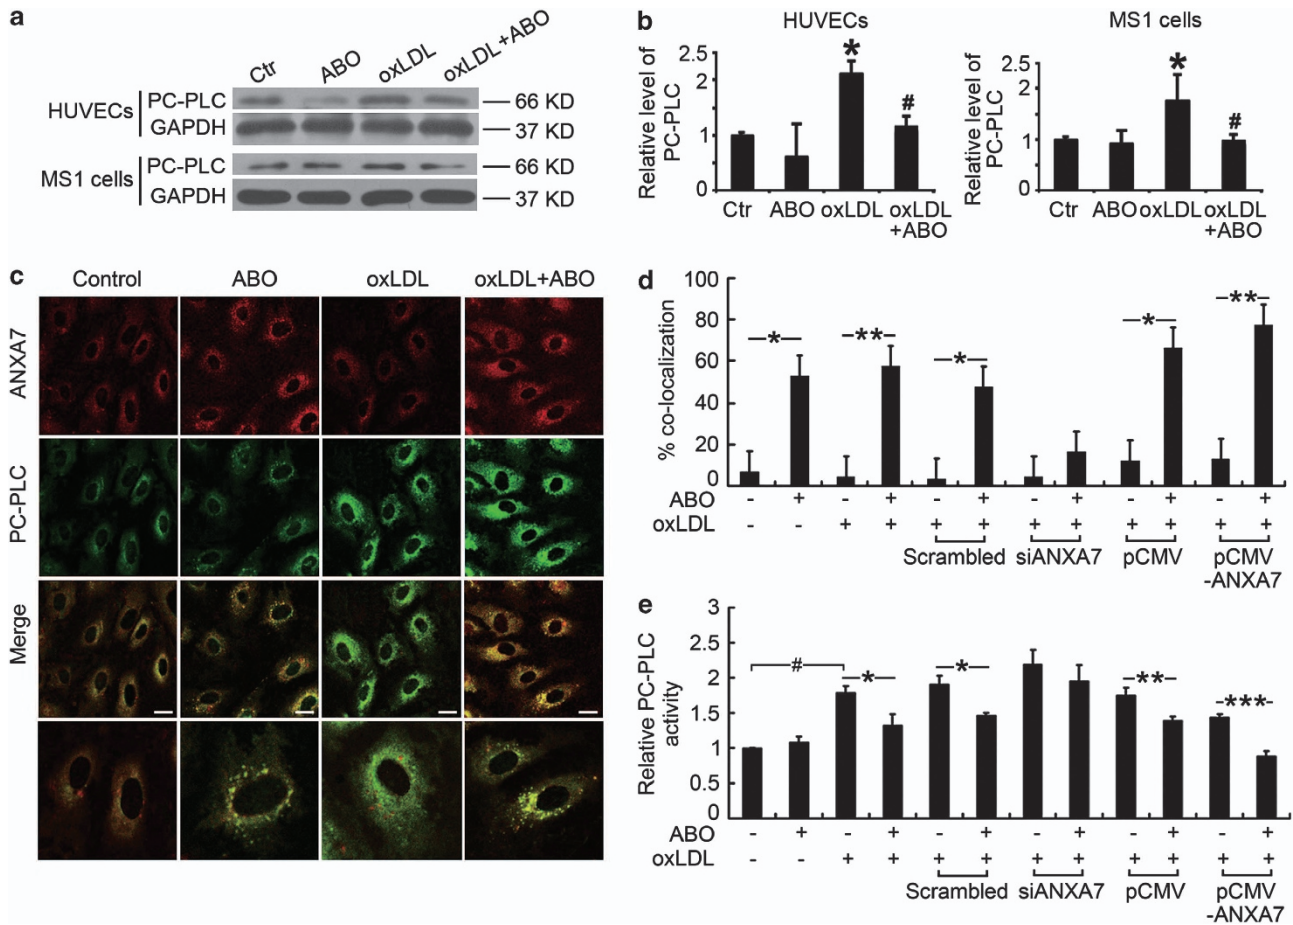 a
Ctr
ABO
oxLDL
oxLDL+ABO
HUVECs
PC-PLC
66 KD
GAPDH
37 KD
MS1 cells
PC-PLC
66 KD
GAPDH
37 KD
b
HUVECs
Relative level of
PC-PLC
2.5
2
1
0
*
#
Ctr
ABO
oxLDL
oxLDL
+ABO
MS1 cells
Relative level of
PC-PLC
2.5
2
1
0
*
#
Ctr
ABO
oxLDL
oxLDL
+ABO
c
Control
ABO
oxLDL
oxLDL+ABO
ANXA7
PC-PLC
Merge
d
% co-localization
100
80
60
40
20
0
* ** * * **
ABO - + - + - + - + - + - +
oxLDL - - + + + + + + + + + +
Scrambled
siANXA7
pCMV
pCMV
-ANXA7
e
Relative PC-PLC
activity
3
2.5
2
1.5
1
0.5
0
# * * ** ***
ABO - + - + - + - + - + - +
oxLDL - - + + + + + + + + + +
Scrambled
siANXA7
pCMV
pCMV
-ANXA7